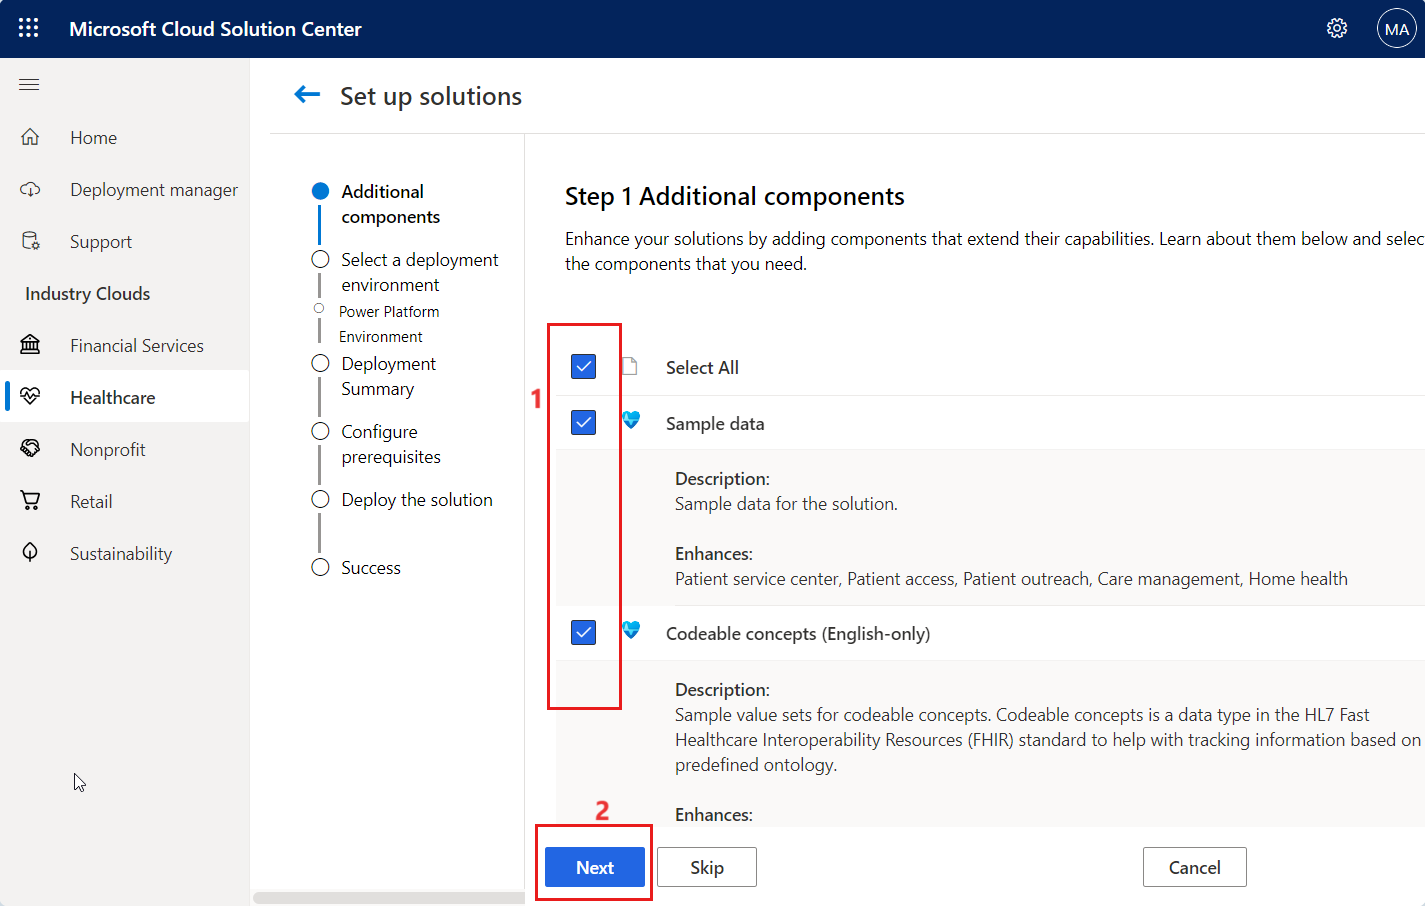 Microsoft Cloud Solution Center
MA
Home
Deployment manager
Support
Industry Clouds
Financial Services
Healthcare
Nonprofit
Retail
Sustainability
Set up solutions
Additional
components
Select a deployment
environment
Power Platform
Environment
Deployment
Summary
Configure
prerequisites
Deploy the solution
Success
Step 1 Additional components
Enhance your solutions by adding components that extend their capabilities. Learn about them below and selec
the components that you need.
1
Select All
Sample data
Description:
Sample data for the solution.
Enhances:
Patient service center, Patient access, Patient outreach, Care management, Home health
Codeable concepts (English-only)
Description:
Sample value sets for codeable concepts. Codeable concepts is a data type in the HL7 Fast
Healthcare Interoperability Resources (FHIR) standard to help with tracking information based on
predefined ontology.
Enhances:
2
Next
Skip
Cancel